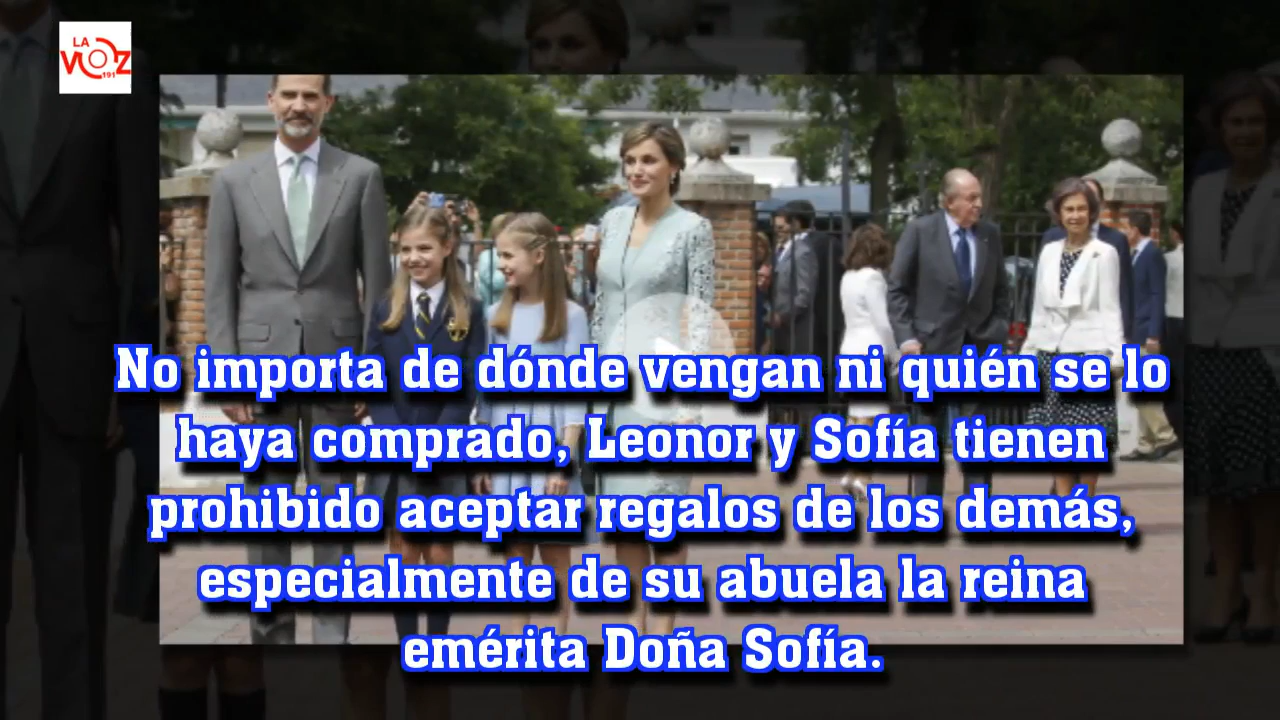 LA
VOZ
191
No importa de dónde vengan ni quién se lo
haya comprado, Leonor y Sofía tienen
prohibido aceptar regalos de los demás,
especialmente de su abuela la reina
emérita Doña Sofía.